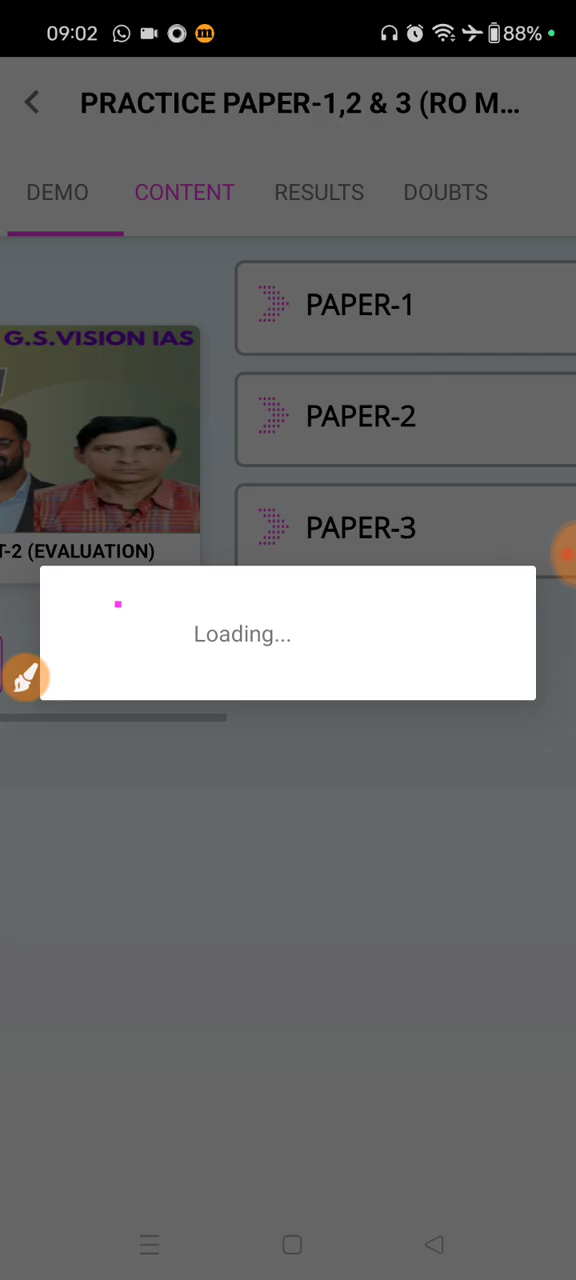 09:02
88%
PRACTICE PAPER-1,2 & 3 (RO M...
DEMO CONTENT RESULTS DOUBTS
PAPER-1
G.S.VISION IAS
PAPER-2
PAPER-3
T-2 (EVALUATION)
Loading...